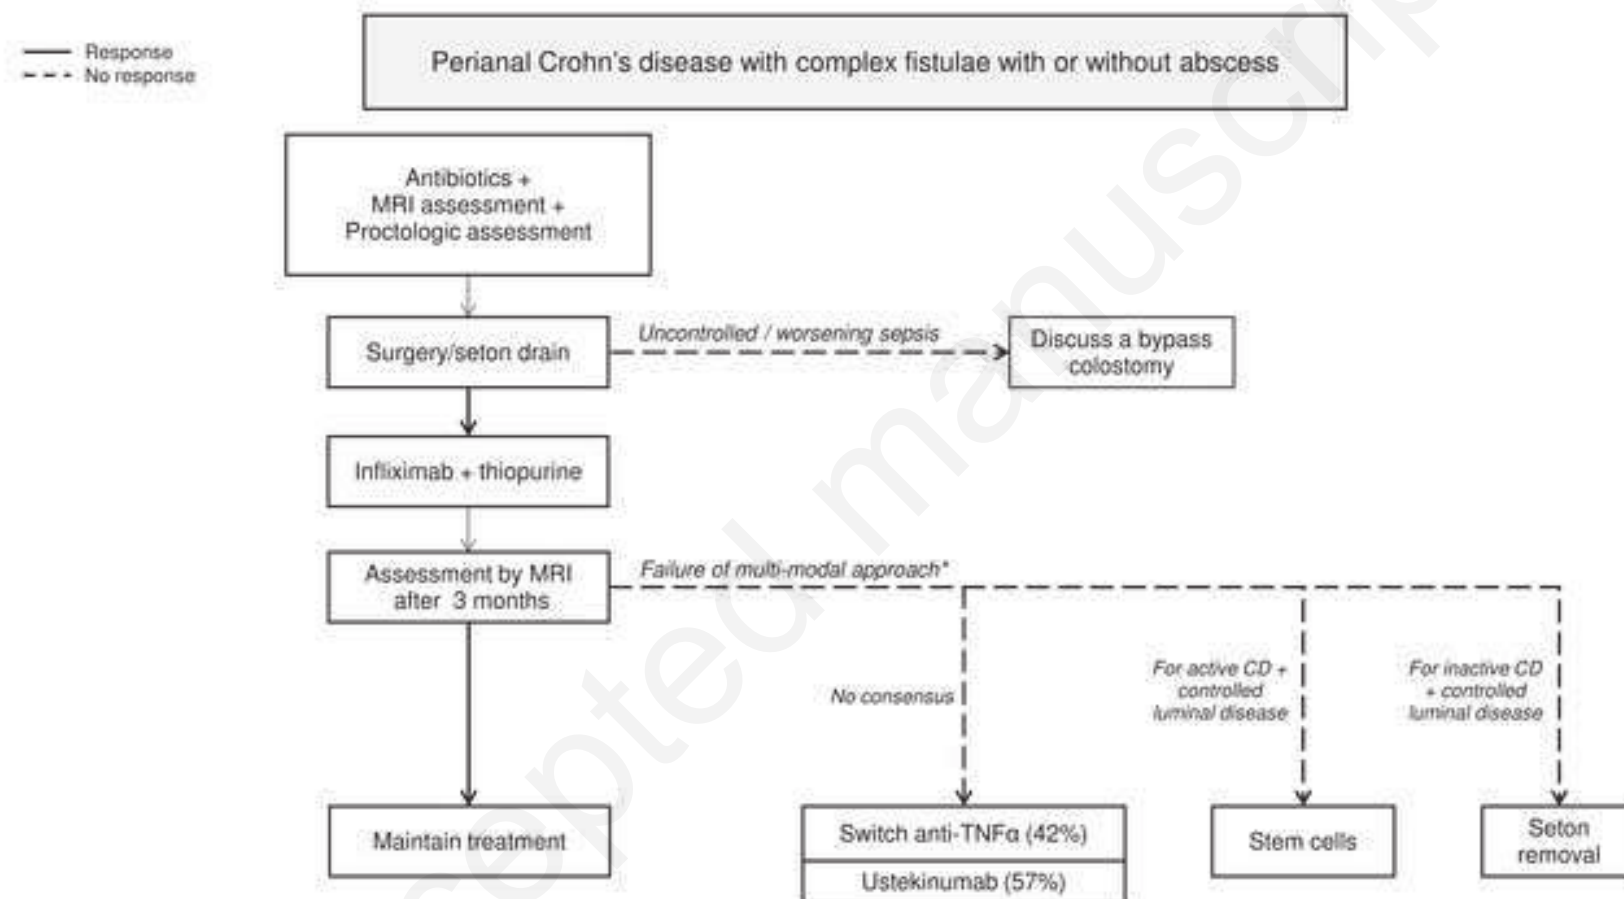 Response
No response
Perianal Crohn's disease with complex fistulae with or without abscess
Antibiotics +
MRI assessment +
Proctologic assessment
Surgery/seton drain
Uncontrolled / worsening sepsis
Discuss a bypass
colostomy
Infliximab + thiopurine
Assessment by MRI
after 3 months
Failure of multi-modal approach*
No consensus
For active CD +
controlled
luminal disease
For inactive CD
+ controlled
luminal disease
Maintain treatment
Switch anti-TNFα (42%)
Ustekinumab (57%)
Stem cells
Seton
removal
cepted manuscrip